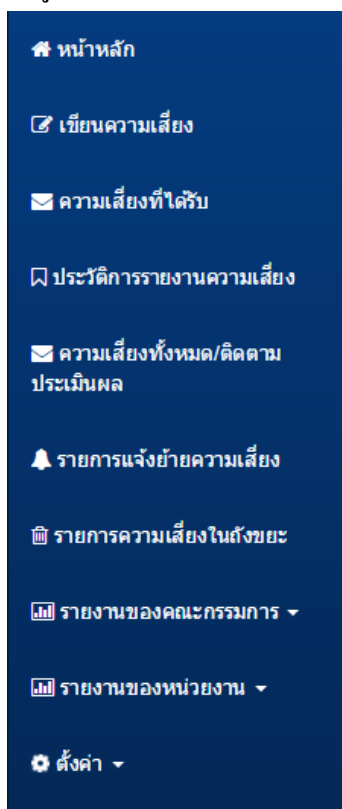 หน้าหลัก
เขียนความเสี่ยง
ความเสี่ยงที่ได้รับ
ประวัติการรายงานความเสี่ยง
ความเสี่ยงทั้งหมด/ติดตาม
ประเมินผล
รายการแจ้งย้ายความเสี่ยง
รายการความเสี่ยงในถังขยะ
รายงานของคณะกรรมการ
รายงานของหน่วยงาน
ตั้งค่า